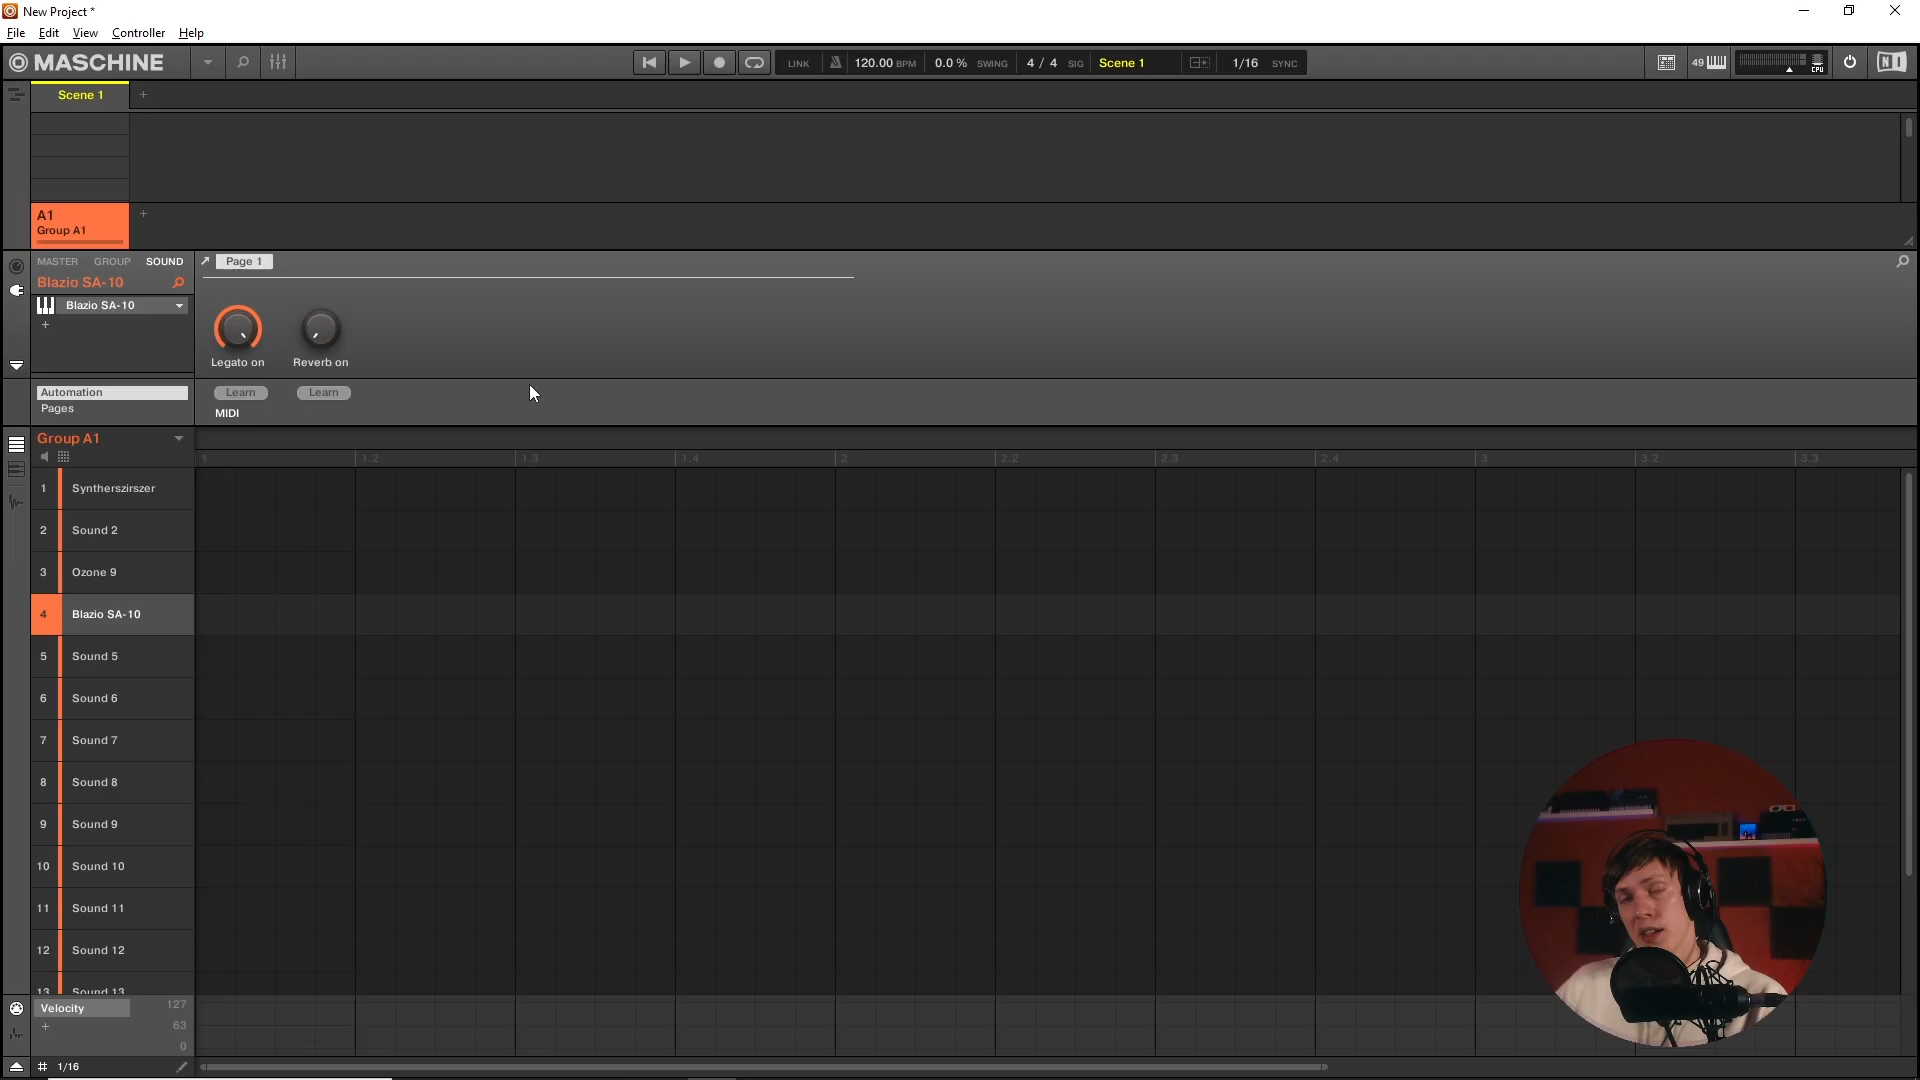 New Project *
File Edit View Controller Help
MASCHINE
LINK 120.00 BPM 0.0 % SWING 4 / 4 SIG Scene 1 1/16 SYNC
49 CPU NI
Scene 1 +
A1 +
Group A1
MASTER GROUP SOUND Page 1
Blazio SA-10
Blazio SA-10
+
Legato on Reverb on
Automation Learn Learn
Pages MIDI
Group A1
1 1.2 1.3 1.4 2 2.2 2.3 2.4 3 3.2 3.3
1 Syntherszirszer
2 Sound 2
3 Ozone 9
4 Blazio SA-10
5 Sound 5
6 Sound 6
7 Sound 7
8 Sound 8
9 Sound 9
10 Sound 10
11 Sound 11
12 Sound 12
13 Sound 13
Velocity 127
+ 63
0
1/16